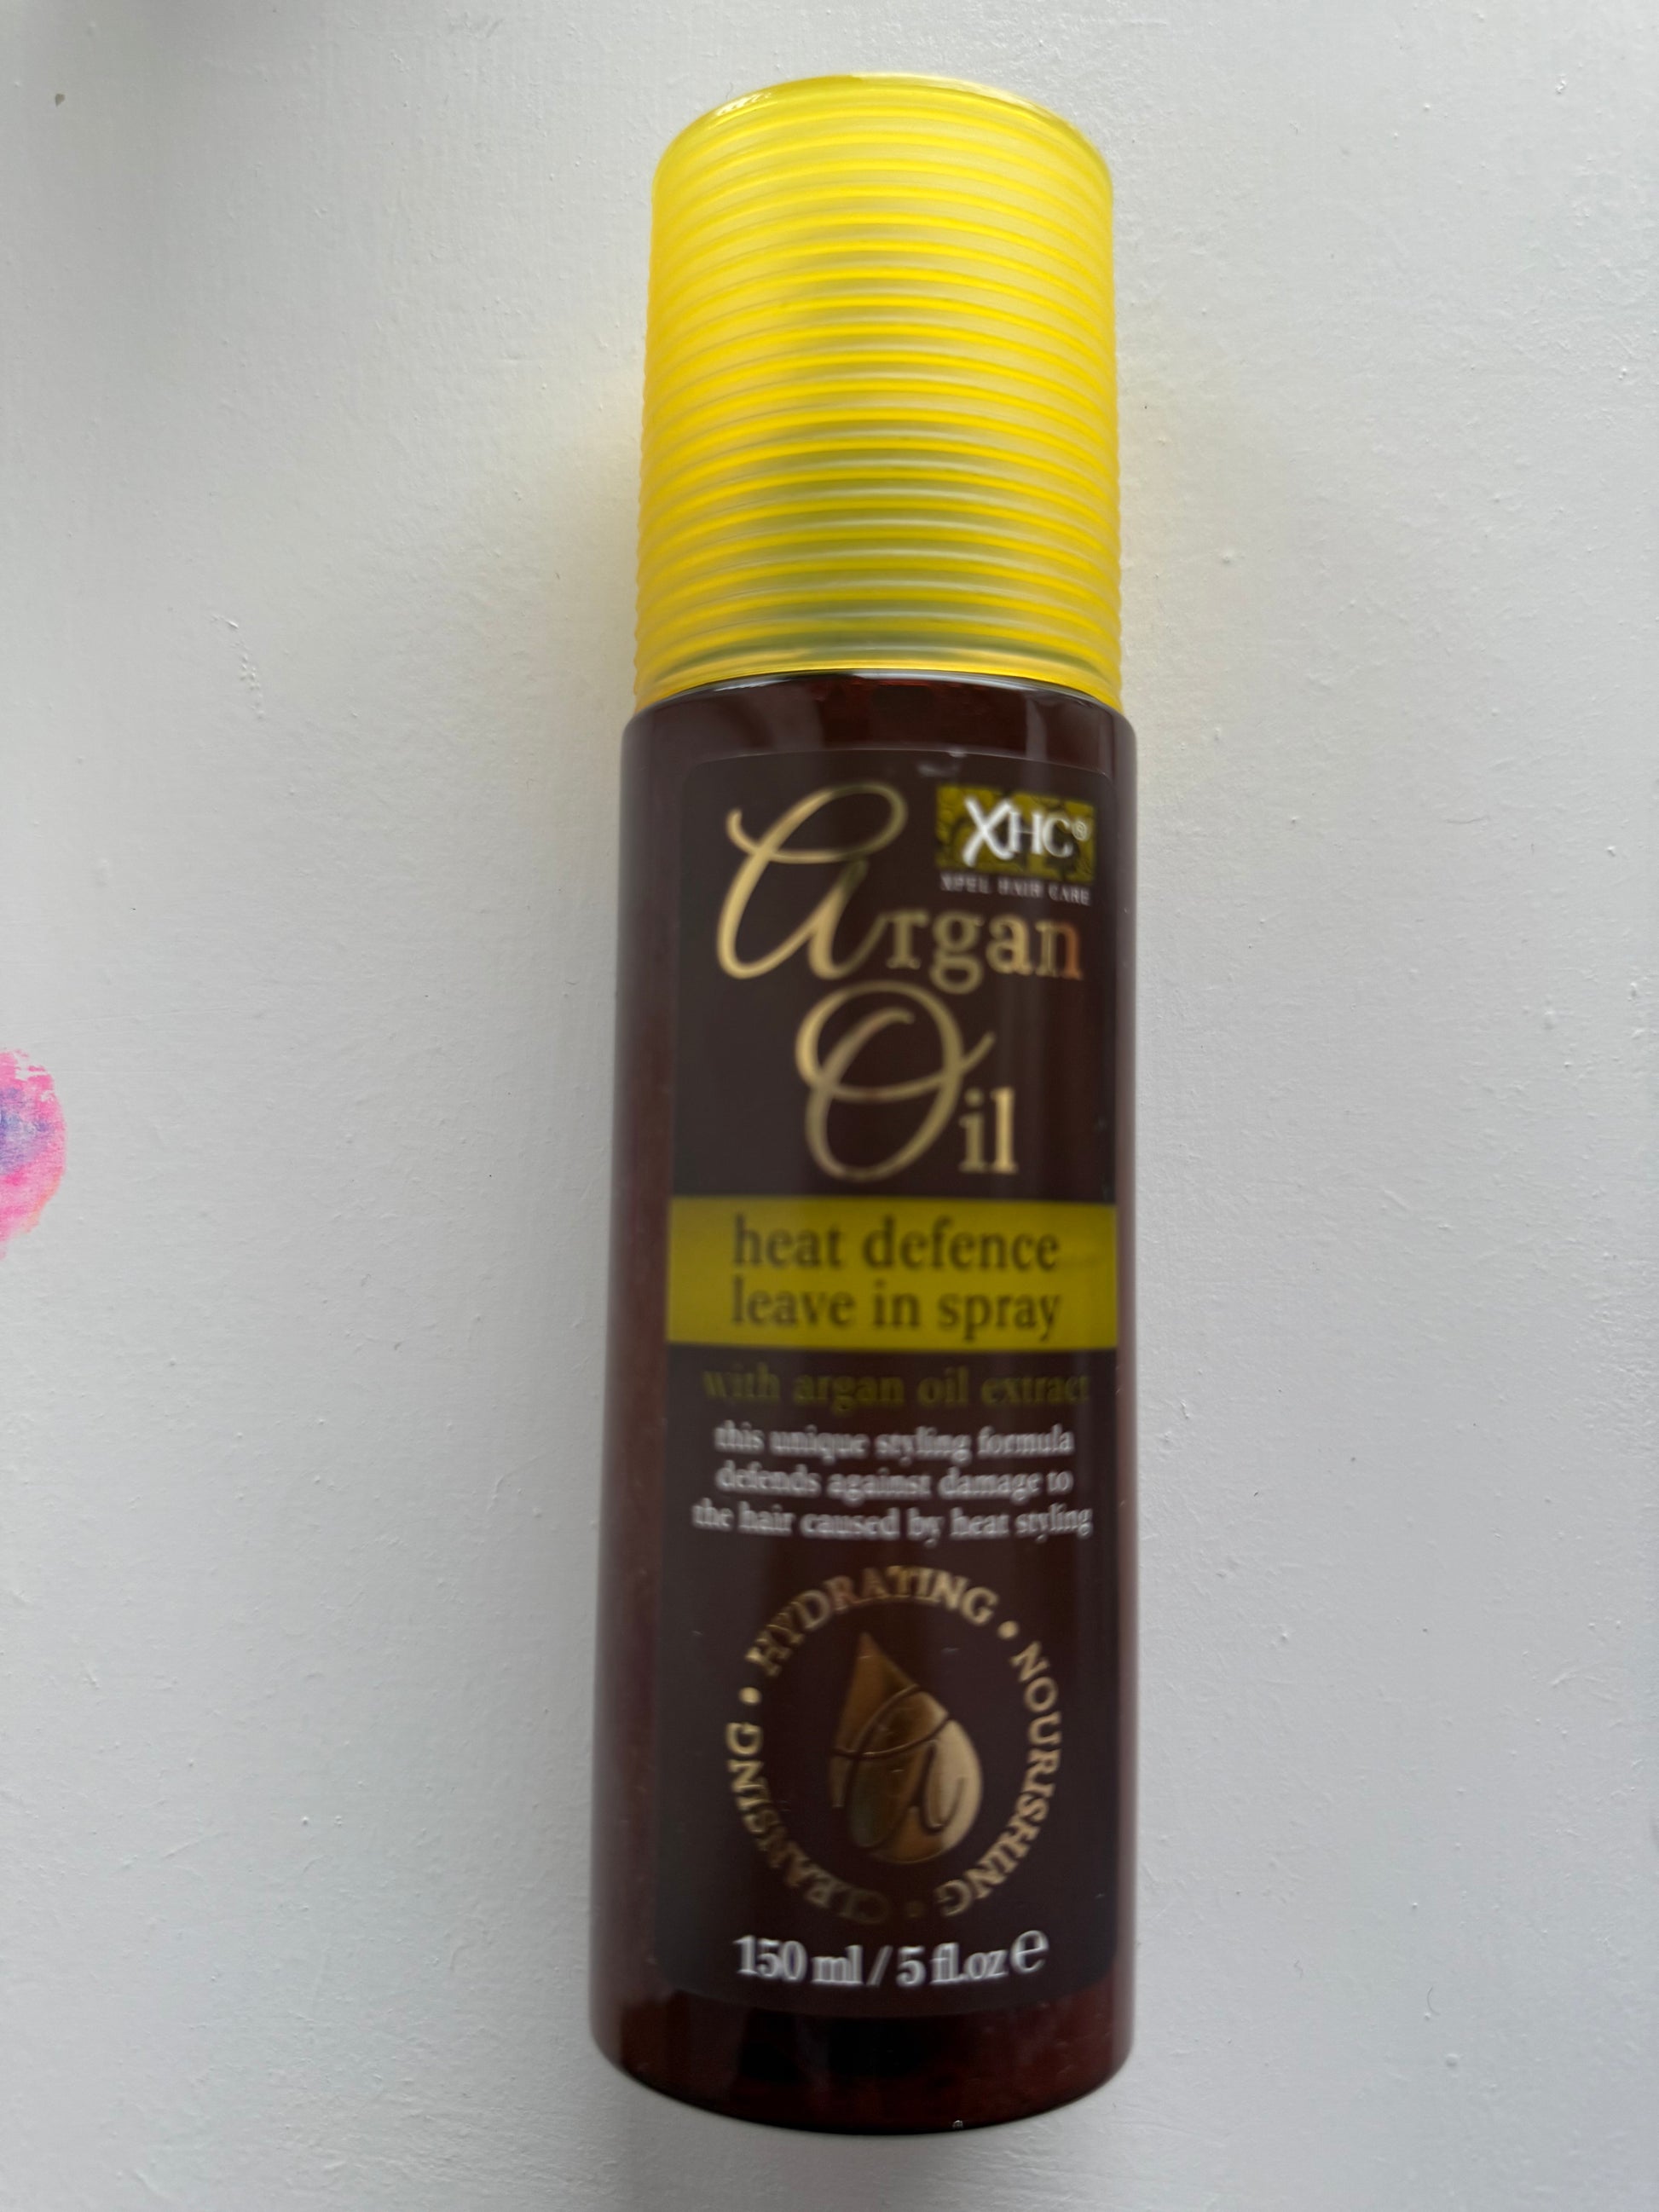 XHC®
XPEL HAIR CARE
Argan
Oil
heat defence
leave in spray
with argan oil extract
this unique styling formula
defends against damage to
the hair caused by heat styling
HYDRATING • NOURISHING • CLEANSING •
a
150 ml / 5 fl.oz e